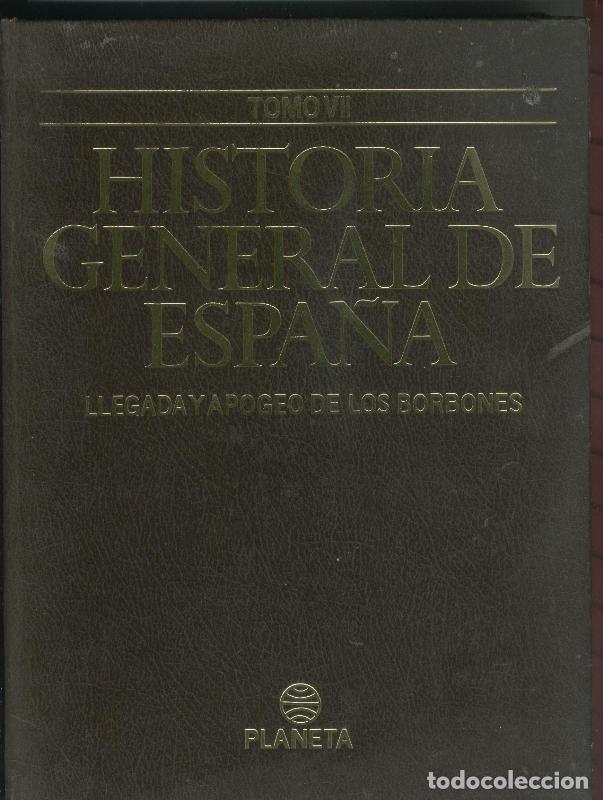 TOMO VII
HISTORIA
GENERAL DE
ESPAÑA
LLEGADA Y APOGEO DE LOS BORBONES
PLANETA
todocoleccion